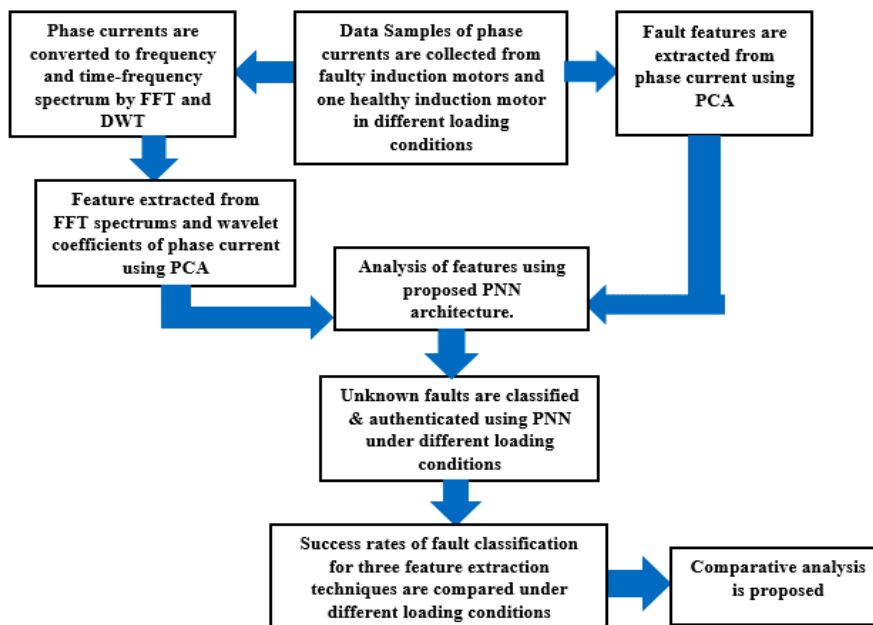 Phase currents are
converted to frequency
and time-frequency
spectrum by FFT and
DWT
Data Samples of phase
currents are collected from
faulty induction motors and
one healthy induction motor
in different loading
conditions
Fault features are
extracted from
phase current using
PCA
Feature extracted from
FFT spectrums and wavelet
coefficients of phase current
using PCA
Analysis of features using
proposed PNN
architecture.
Unknown faults are classified
& authenticated using PNN
under different loading
conditions
Success rates of fault classification
for three feature extraction
techniques are compared under
different loading conditions
Comparative analysis
is proposed